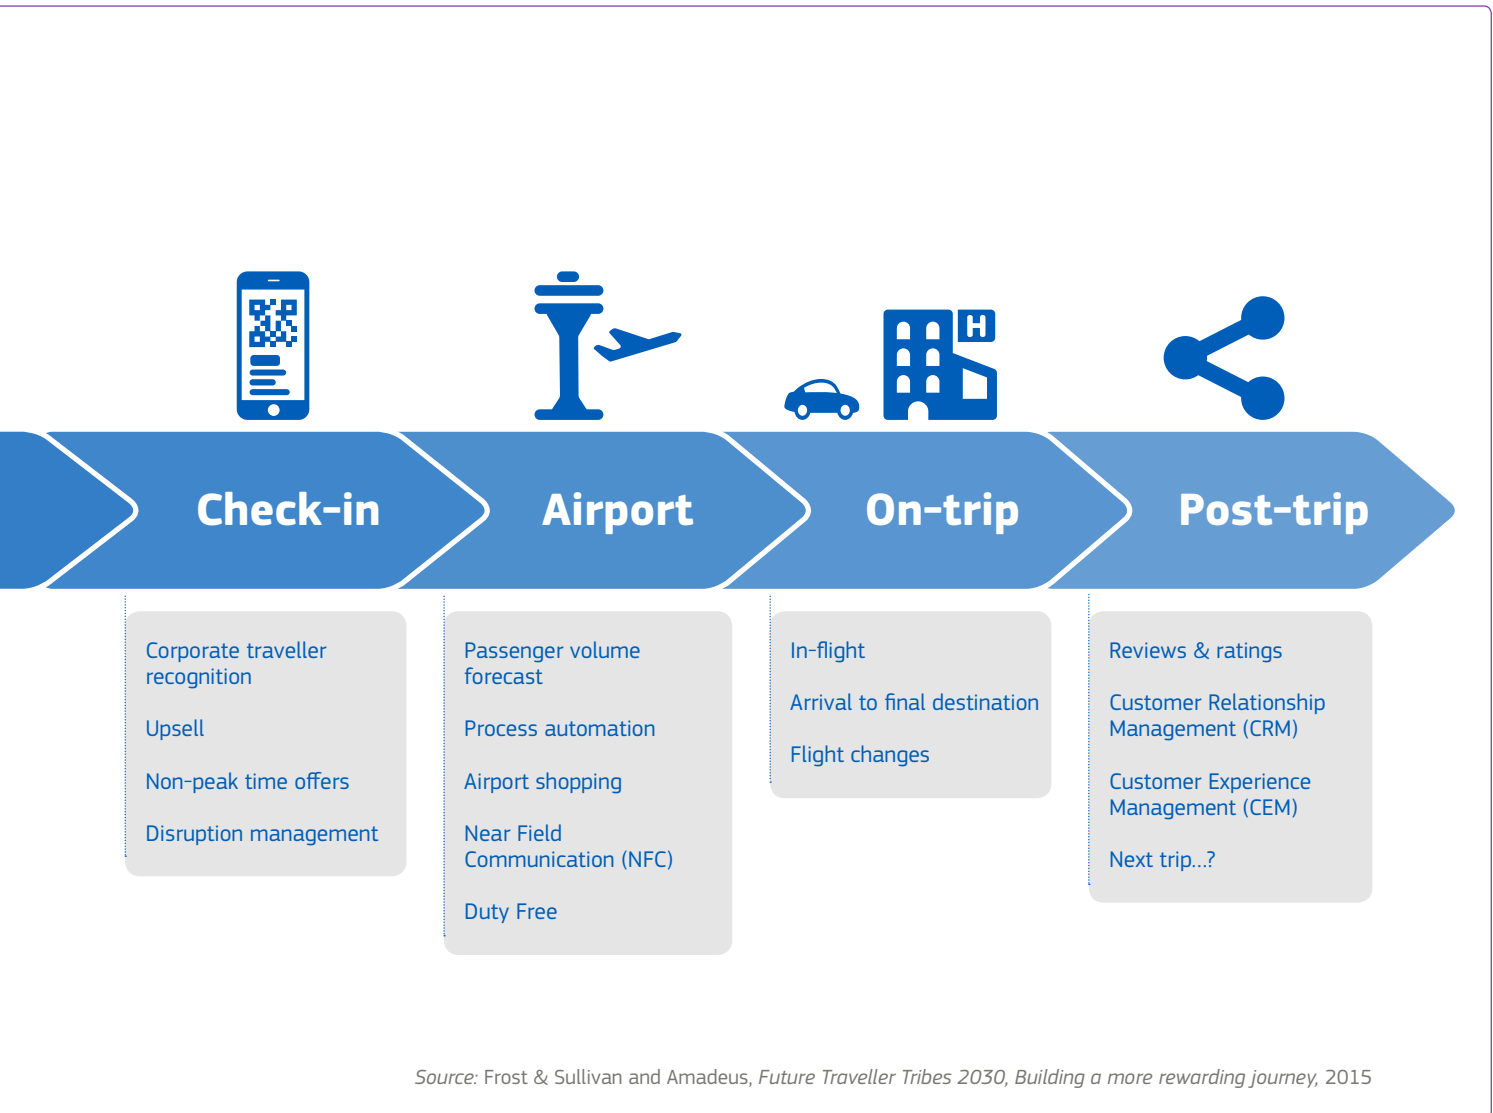 H
Check-in
Airport
On-trip
Post-trip
Corporate traveller
recognition
Upsell
Non-peak time offers
Disruption management
Passenger volume
forecast
Process automation
Airport shopping
Near Field
Communication (NFC)
Duty Free
In-flight
Arrival to final destination
Flight changes
Reviews & ratings
Customer Relationship
Management (CRM)
Customer Experience
Management (CEM)
Next trip...?
Source: Frost & Sullivan and Amadeus, Future Traveller Tribes 2030, Building a more rewarding journey, 2015